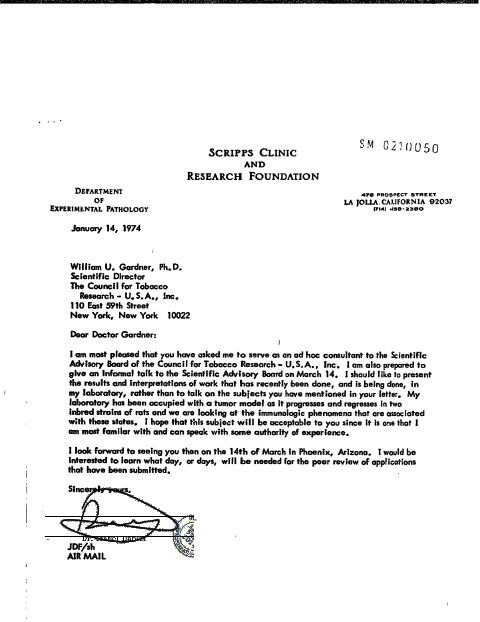 SM 0210050
SCRIPPS CLINIC
AND
RESEARCH FOUNDATION
DEPARTMENT
OF
EXPERIMENTAL PATHOLOGY
476 PROSPECT STREET
LA JOLLA, CALIFORNIA 92037
(714) 459-2390
January 14, 1974
William U. Gardner, Ph.D.
Scientific Director
The Council for Tobacco
Research - U.S.A., Inc.
110 East 59th Street
New York, New York 10022
Dear Doctor Gardner:
I am most pleased that you have asked me to serve as an ad hoc consultant to the Scientific
Advisory Board of the Council for Tobacco Research - U.S.A., Inc. I am also prepared to
give an informal talk to the Scientific Advisory Board on March 14. I should like to present
the results and interpretations of work that has recently been done, and is being done, in
my laboratory, rather than to talk on the subjects you have mentioned in your letter. My
laboratory has been occupied with a tumor model as it progresses and regresses in two
inbred strains of rats and we are looking at the immunologic phenomena that are associated
with these states. I hope that this subject will be acceptable to you since it is one that I
am most familiar with and can speak with some authority of experience.
I look forward to seeing you then on the 14th of March in Phoenix, Arizona. I would be
interested to learn what day, or days, will be needed for the peer review of applications
that have been submitted.
Sincerely yours,
JDF/sh
AIR MAIL